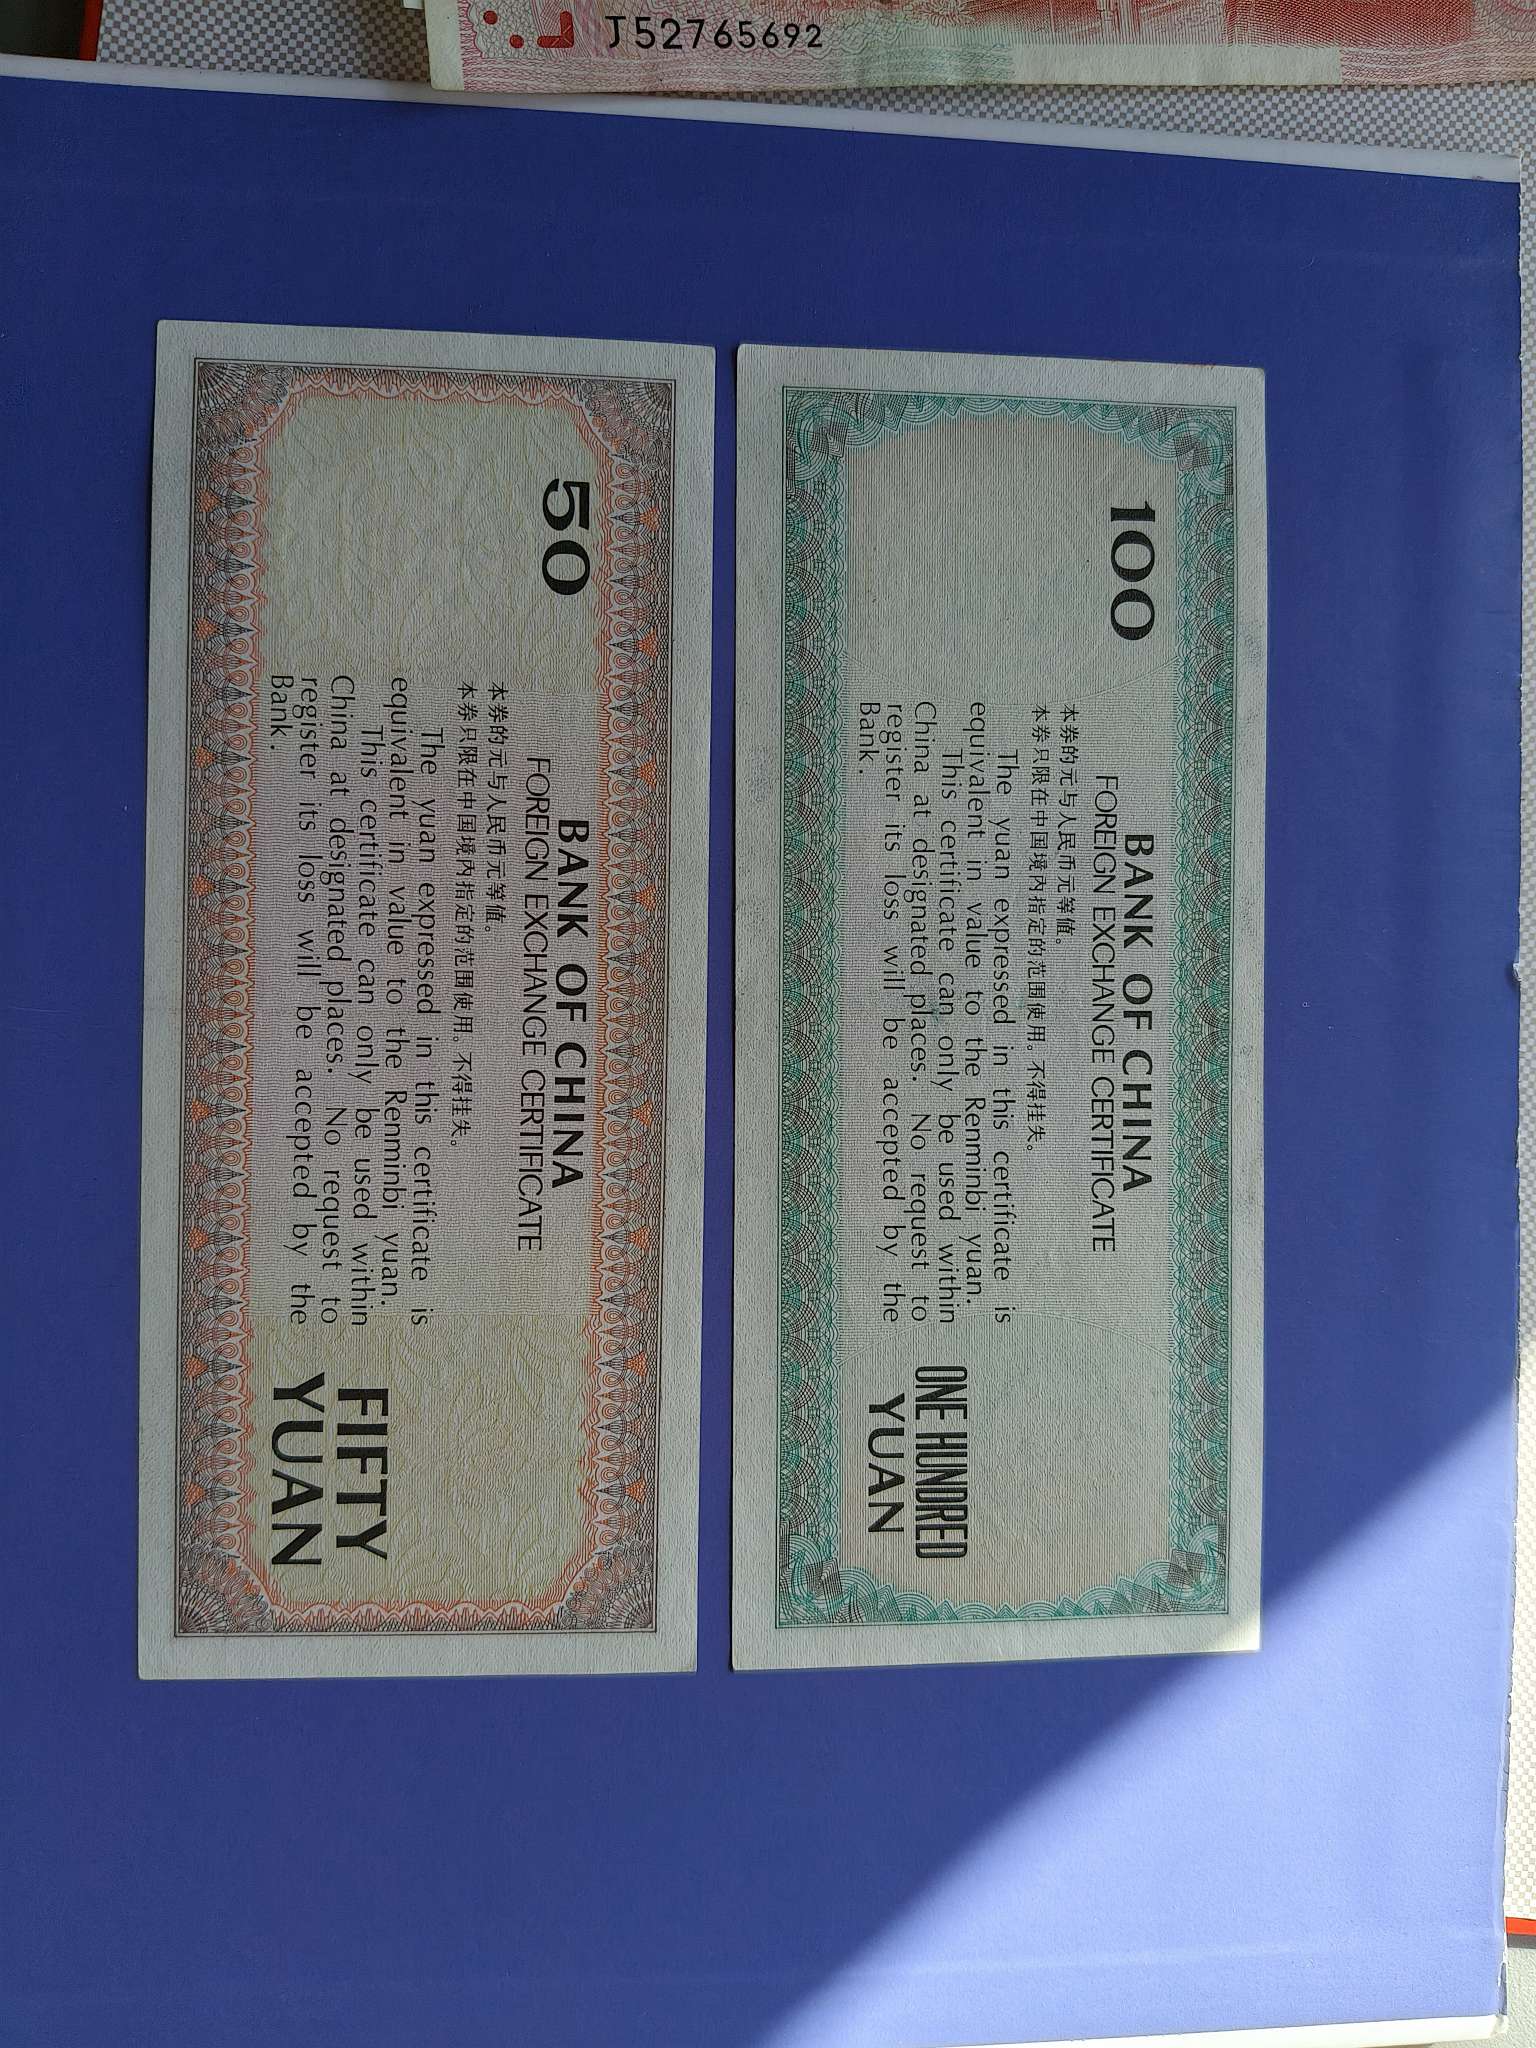 J52765692
100
BANK OF CHINA
FOREIGN EXCHANGE CERTIFICATE
本券的元与人民币元等值。
本券只限在中国境内指定的范围使用。不得挂失。
The yuan expressed in this certificate is
equivalent in value to the Renminbi yuan.
This certificate can only be used within
China at designated places. No request to
register its loss will be accepted by the
Bank.
ONE HUNDRED
YUAN
50
BANK OF CHINA
FOREIGN EXCHANGE CERTIFICATE
本券的元与人民币元等值。
本券只限在中国境内指定的范围使用。不得挂失。
The yuan expressed in this certificate is
equivalent in value to the Renminbi yuan.
This certificate can only be used within
China at designated places. No request to
register its loss will be accepted by the
Bank.
FIFTY
YUAN